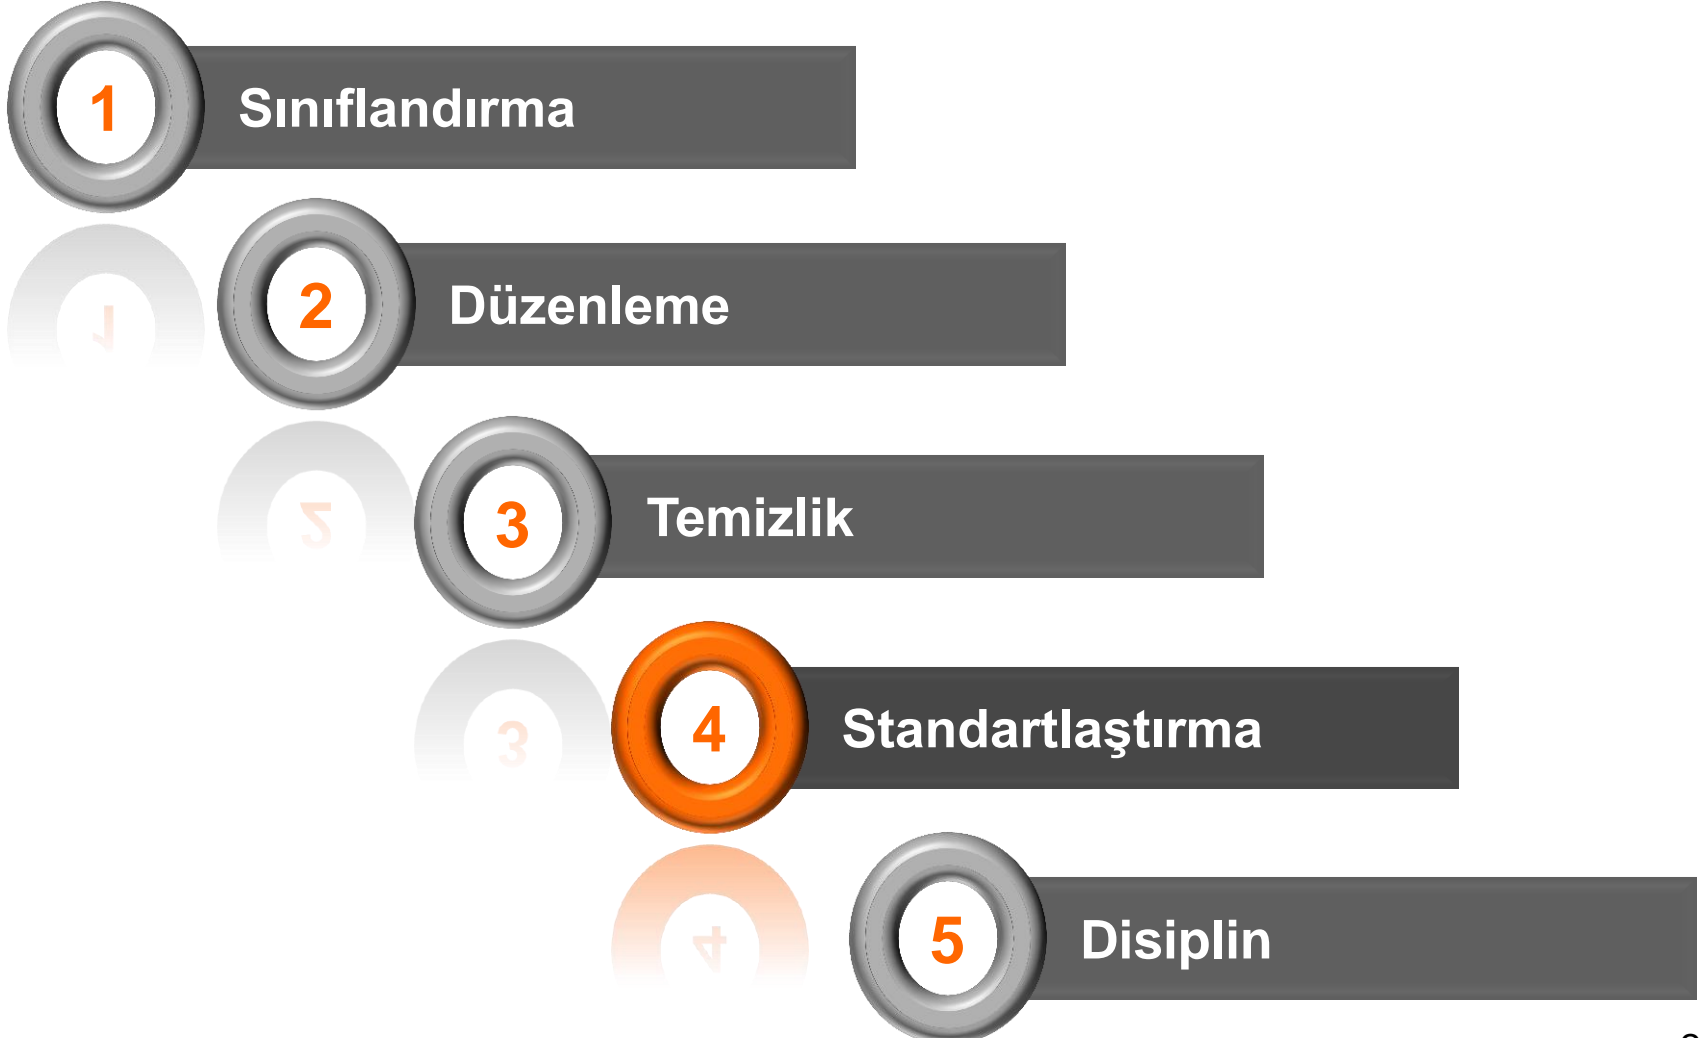 1 Sınıflandırma
2 Düzenleme
3 Temizlik
4 Standartlaştırma
5 Disiplin